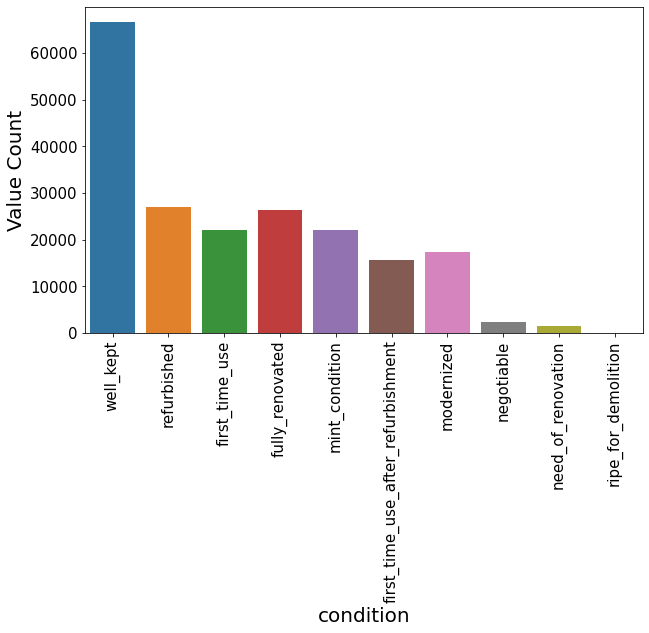 60000
50000
40000
30000
20000
10000
0
Value Count
well_kept
refurbished
first_time_use
fully_renovated
mint_condition
first_time_use_after_refurbishment
modernized
negotiable
need_of_renovation
ripe_for_demolition
condition